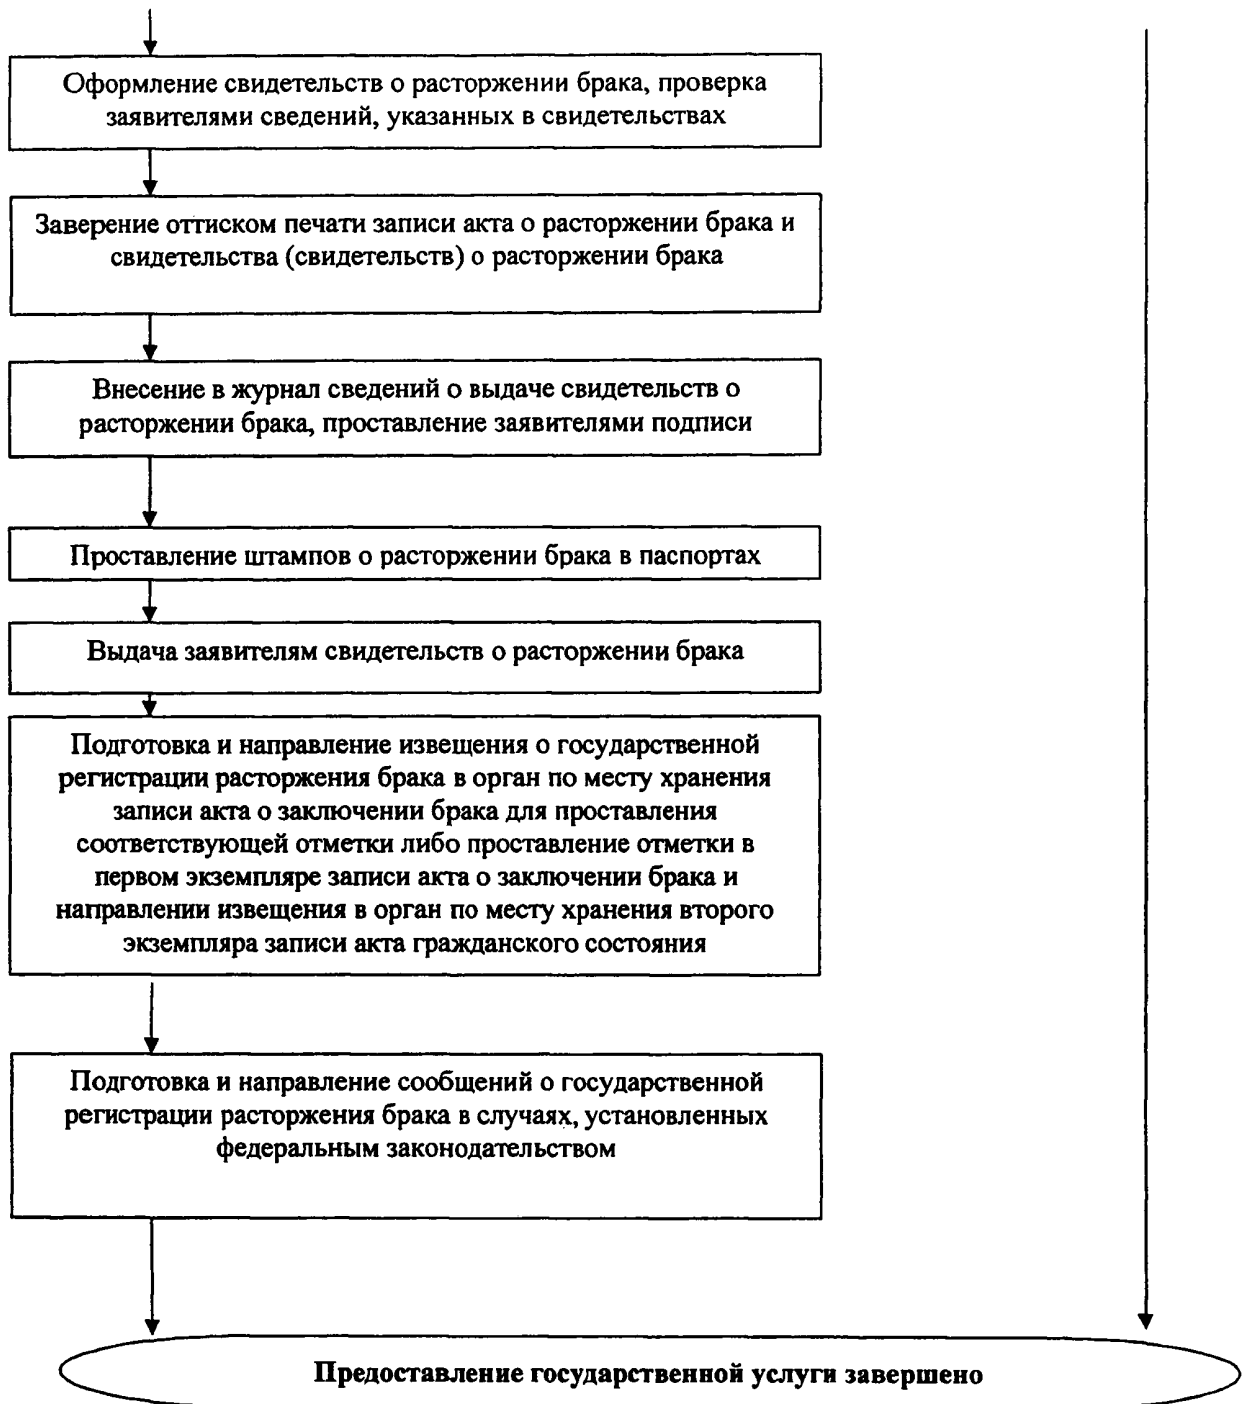 Оформление свидетельств о расторжении брака, проверка
заявителями сведений, указанных в свидетельствах
Заверение оттиском печати записи акта о расторжении брака и
свидетельства (свидетельств) о расторжении брака
Внесение в журнал сведений о выдаче свидетельств о
расторжении брака, проставление заявителями подписи
Проставление штампов о расторжении брака в паспортах
Выдача заявителям свидетельств о расторжении брака
Подготовка и направление извещения о государственной
регистрации расторжения брака в орган по месту хранения
записи акта о заключении брака для проставления
соответствующей отметки либо проставление отметки в
первом экземпляре записи акта о заключении брака и
направлении извещения в орган по месту хранения второго
экземпляра записи акта гражданского состояния
Подготовка и направление сообщений о государственной
регистрации расторжения брака в случаях, установленных
федеральным законодательством
Предоставление государственной услуги завершено